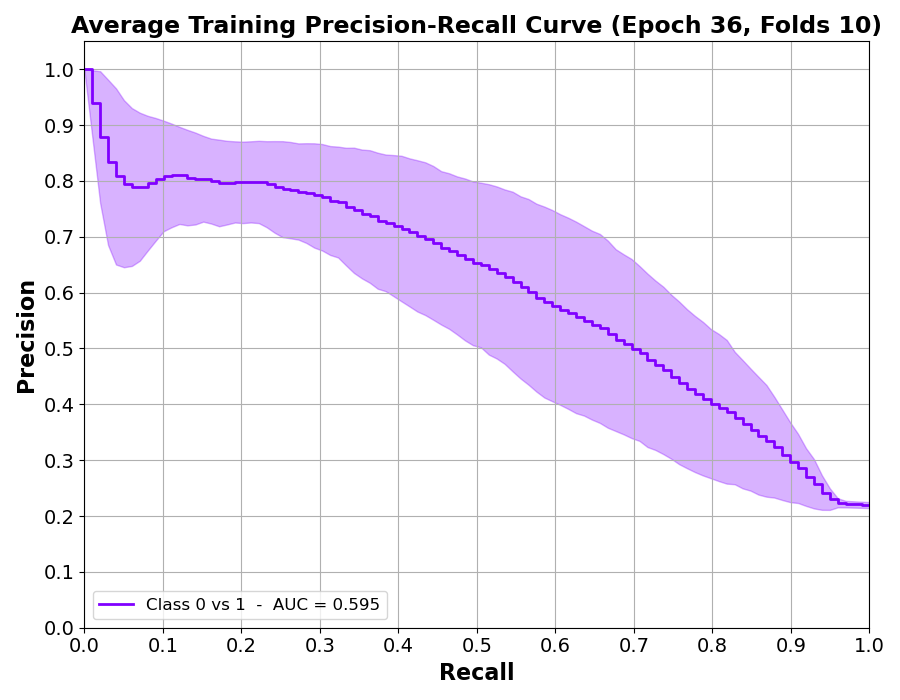 Average Training Precision-Recall Curve (Epoch 36, Folds 10)
1.0
0.9
0.8
0.7
0.6
0.5
0.4
0.3
0.2
0.1
0.0
Precision
Class 0 vs 1  -  AUC = 0.595
0.0 0.1 0.2 0.3 0.4 0.5 0.6 0.7 0.8 0.9 1.0
Recall